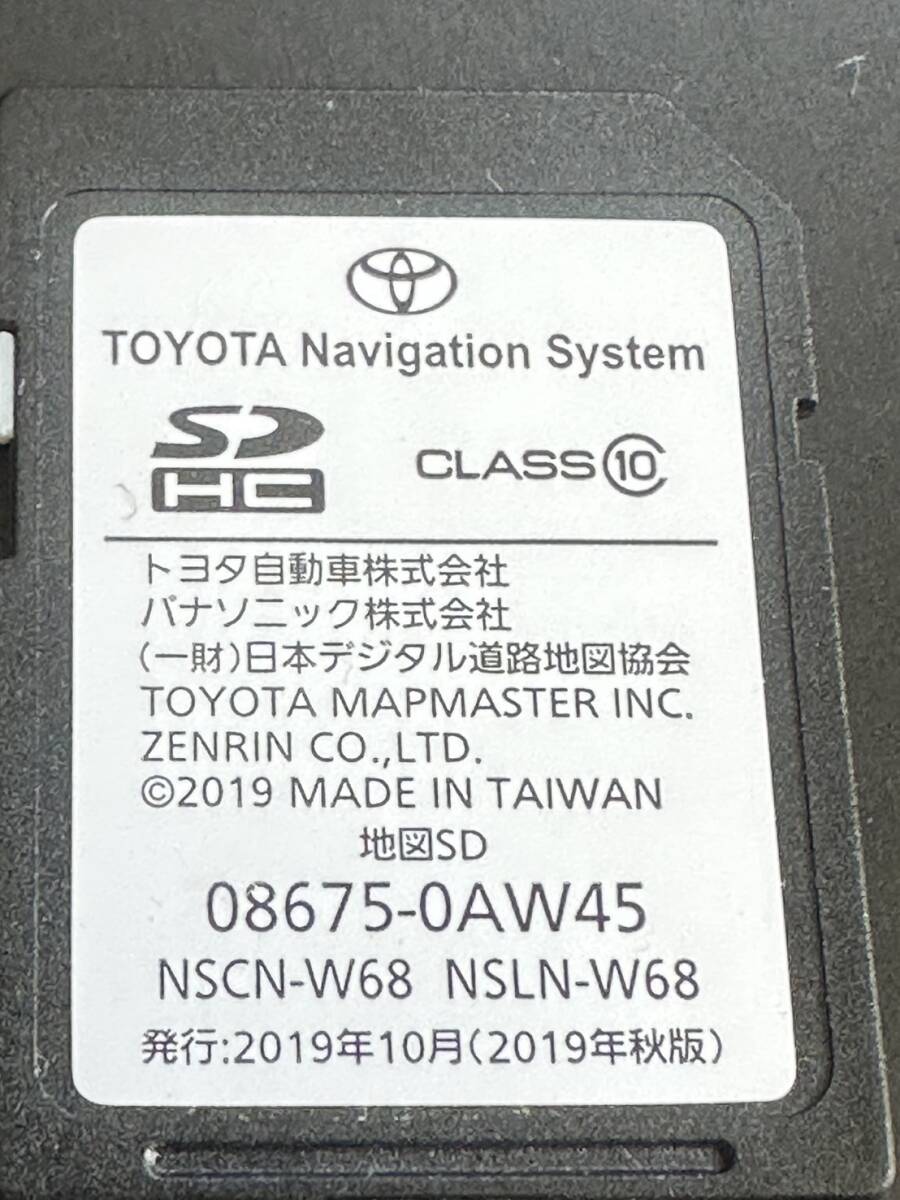 TOYOTA Navigation System
SD HC CLASS 10
トヨタ自動車株式会社
パナソニック株式会社
(一財)日本デジタル道路地図協会
TOYOTA MAPMASTER INC.
ZENRIN CO.,LTD.
©2019 MADE IN TAIWAN
地図SD
08675-0AW45
NSCN-W68 NSLN-W68
発行:2019年10月(2019年秋版)